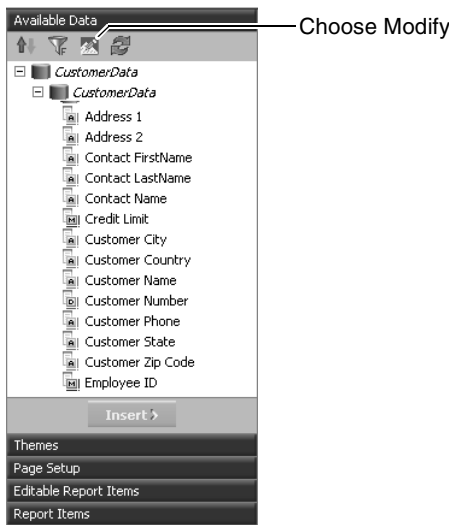 Available Data
Choose Modify
CustomerData
CustomerData
Address 1
Address 2
Contact FirstName
Contact LastName
Contact Name
Credit Limit
Customer City
Customer Country
Customer Name
Customer Number
Customer Phone
Customer State
Customer Zip Code
Employee ID
Insert
Themes
Page Setup
Editable Report Items
Report Items